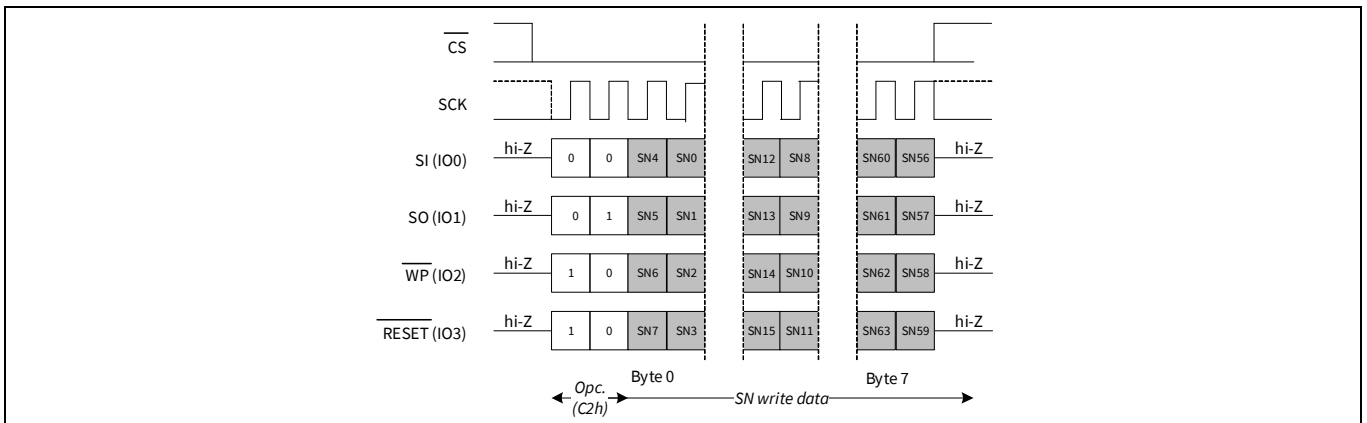 CS
SCK
SI (IO0) hi-Z 0 0 SN4 SN0 SN12 SN8 SN60 SN56 hi-Z
SO (IO1) hi-Z 0 1 SN5 SN1 SN13 SN9 SN61 SN57 hi-Z
WP (IO2) hi-Z 1 0 SN6 SN2 SN14 SN10 SN62 SN58 hi-Z
RESET (IO3) hi-Z 1 0 SN7 SN3 SN15 SN11 SN63 SN59 hi-Z
Byte 0 Byte 7
Opc.
(C2h)
SN write data